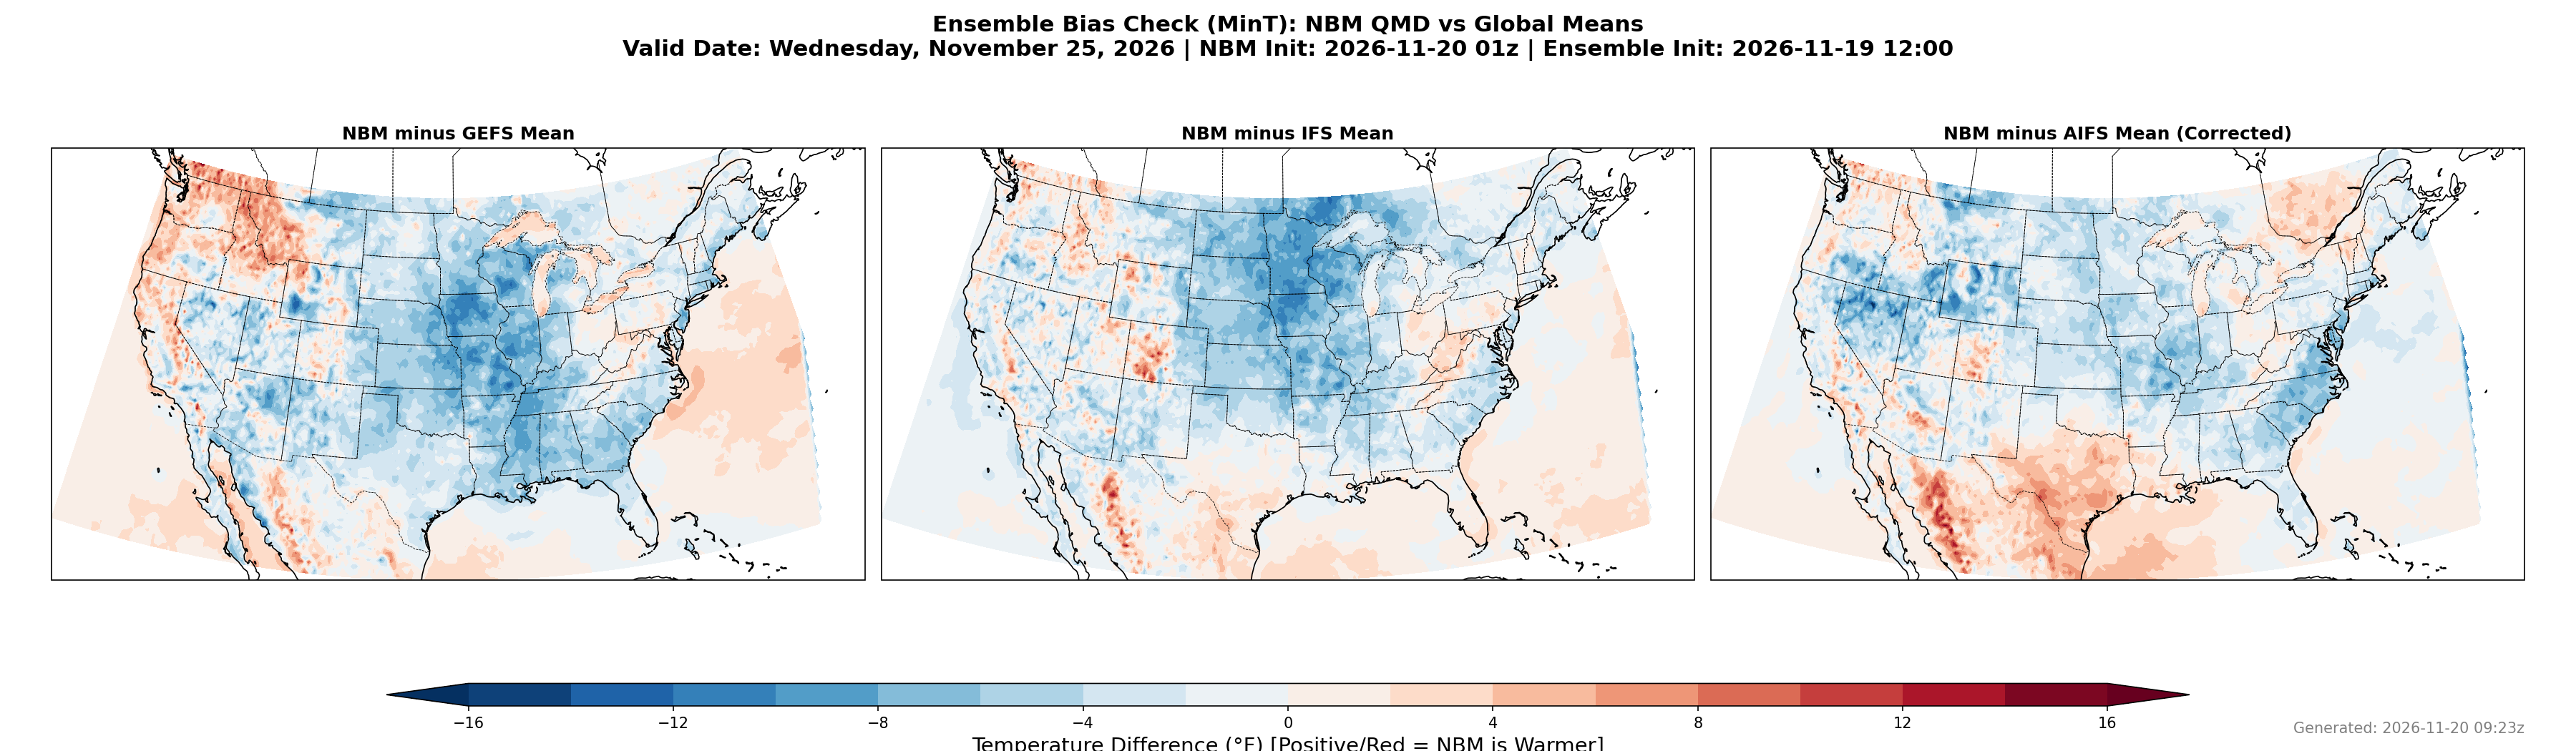 Ensemble Bias Check (MinT): NBM QMD vs Global Means
Valid Date: Wednesday, November 25, 2026 | NBM Init: 2026-11-20 01z | Ensemble Init: 2026-11-19 12:00
NBM minus GEFS Mean
NBM minus IFS Mean
NBM minus AIFS Mean (Corrected)
−16 −12 −8 −4 0 4 8 12 16
Generated: 2026-11-20 09:23z
Temperature Difference (°F) [Positive/Red = NBM is Warmer]